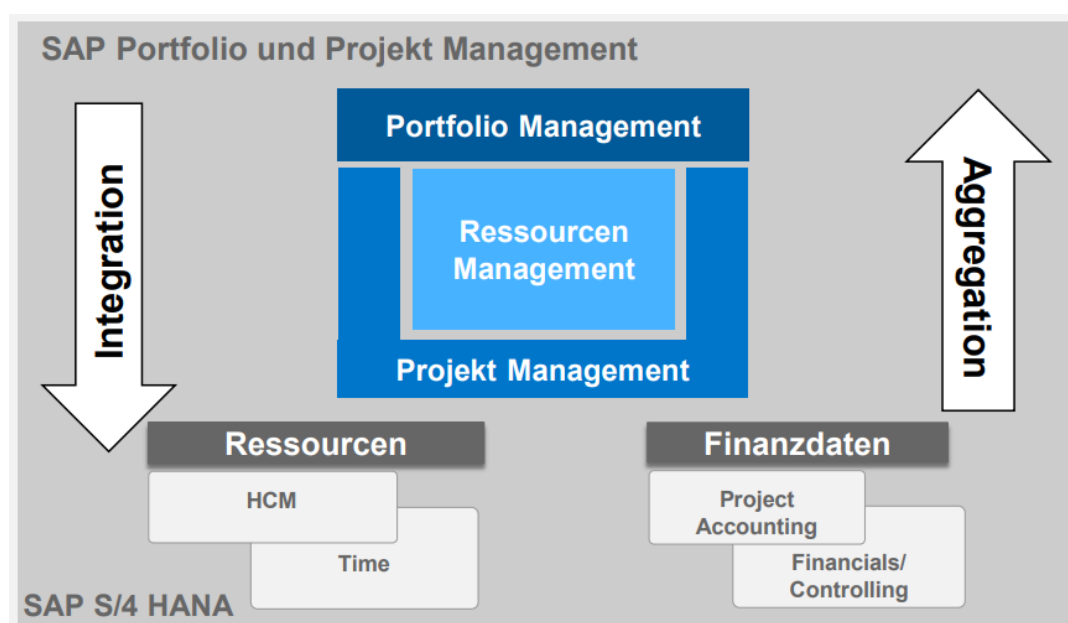 SAP Portfolio und Projekt Management
Integration
Portfolio Management
Ressourcen
Management
Projekt Management
Aggregation
Ressourcen
HCM
Time
Finanzdaten
Project
Accounting
Financials/
Controlling
SAP S/4 HANA